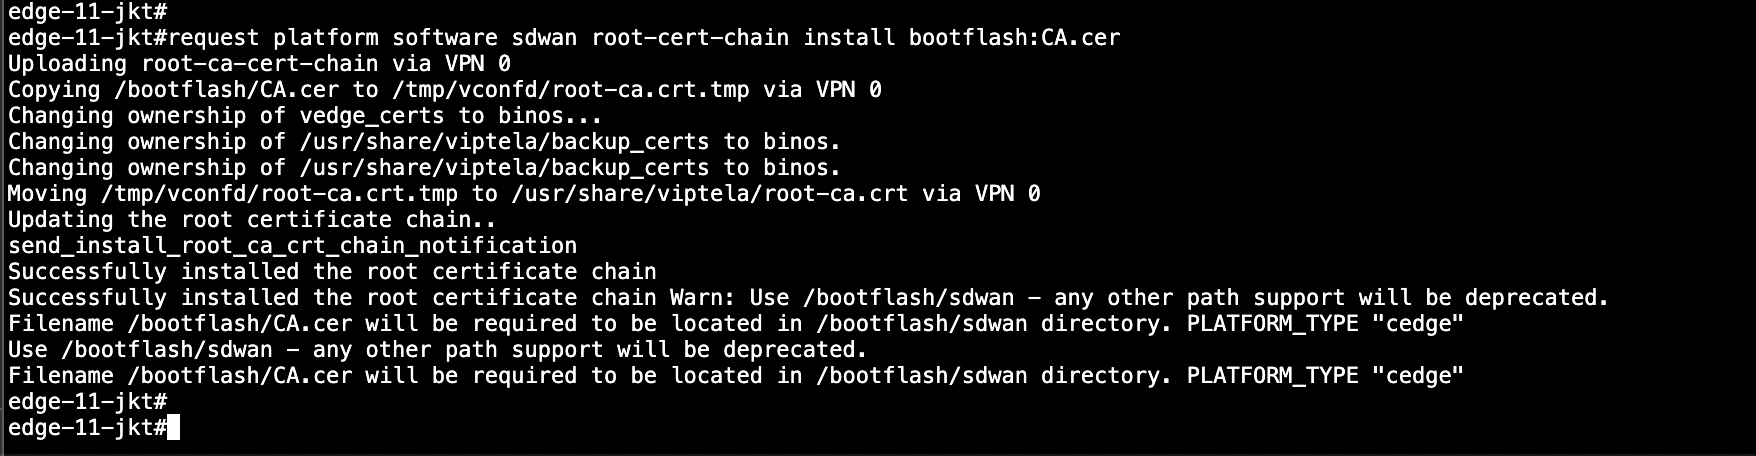 edge-11-jkt#
edge-11-jkt#request platform software sdwan root-cert-chain install bootflash:CA.cer
Uploading root-ca-cert-chain via VPN 0
Copying /bootflash/CA.cer to /tmp/vconfd/root-ca.crt.tmp via VPN 0
Changing ownership of vedge_certs to binos...
Changing ownership of /usr/share/viptela/backup_certs to binos.
Changing ownership of /usr/share/viptela/backup_certs to binos.
Moving /tmp/vconfd/root-ca.crt.tmp to /usr/share/viptela/root-ca.crt via VPN 0
Updating the root certificate chain..
send_install_root_ca_crt_chain_notification
Successfully installed the root certificate chain
Successfully installed the root certificate chain Warn: Use /bootflash/sdwan - any other path support will be deprecated.
Filename /bootflash/CA.cer will be required to be located in /bootflash/sdwan directory. PLATFORM_TYPE "cedge"
Use /bootflash/sdwan - any other path support will be deprecated.
Filename /bootflash/CA.cer will be required to be located in /bootflash/sdwan directory. PLATFORM_TYPE "cedge"
edge-11-jkt#
edge-11-jkt#